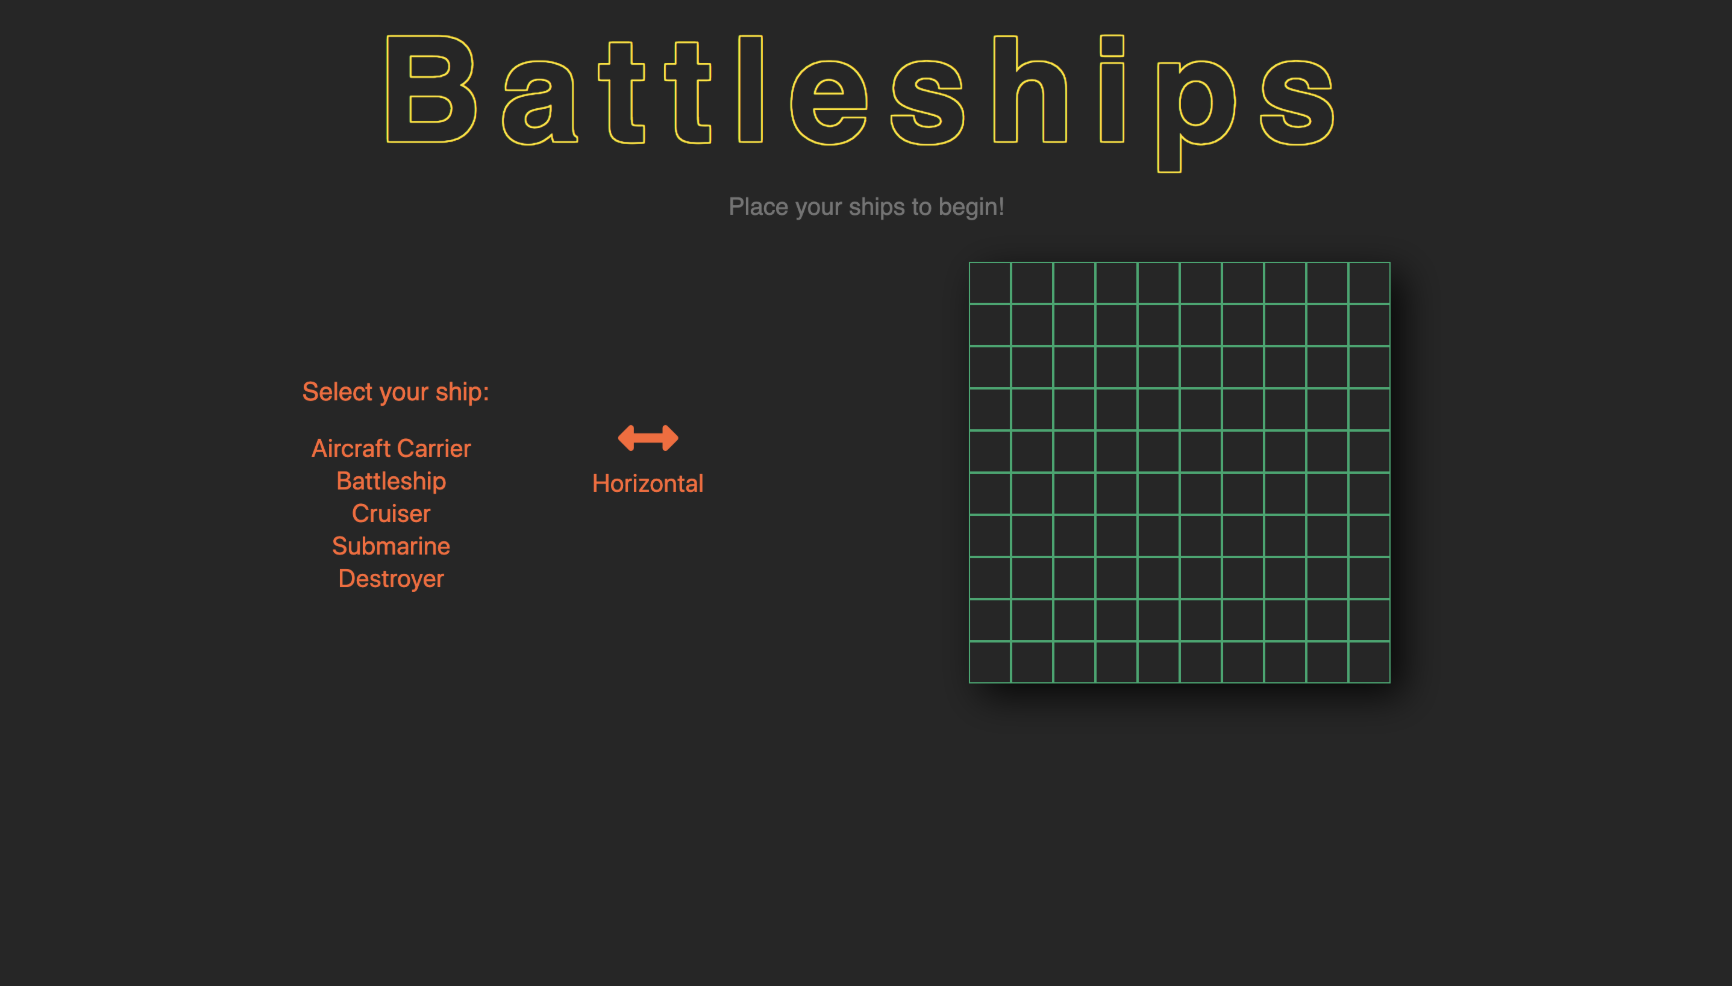 Battleships
Place your ships to begin!
Select your ship:
Aircraft Carrier
Battleship
Cruiser
Submarine
Destroyer
Horizontal